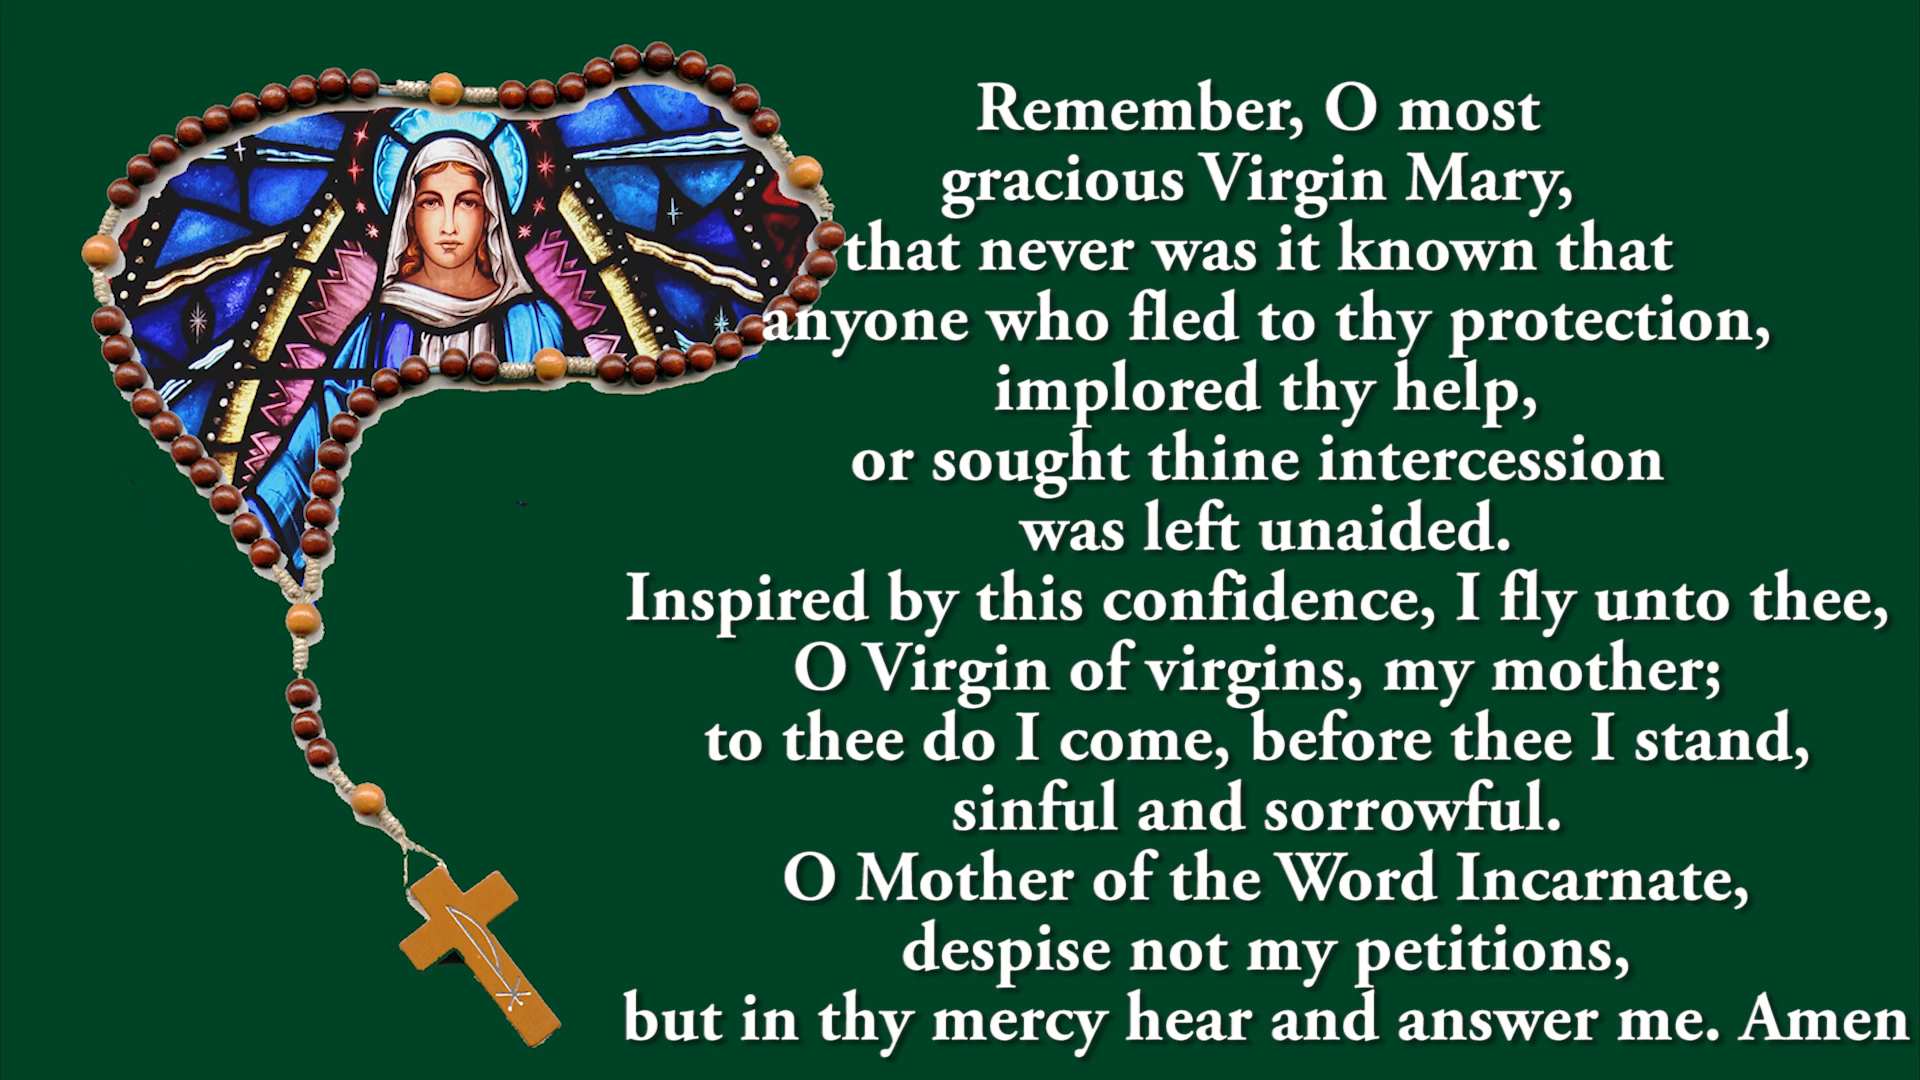 Remember, O most
gracious Virgin Mary,
that never was it known that
anyone who fled to thy protection,
implored thy help,
or sought thine intercession
was left unaided.
Inspired by this confidence, I fly unto thee,
O Virgin of virgins, my mother;
to thee do I come, before thee I stand,
sinful and sorrowful.
O Mother of the Word Incarnate,
despise not my petitions,
but in thy mercy hear and answer me. Amen